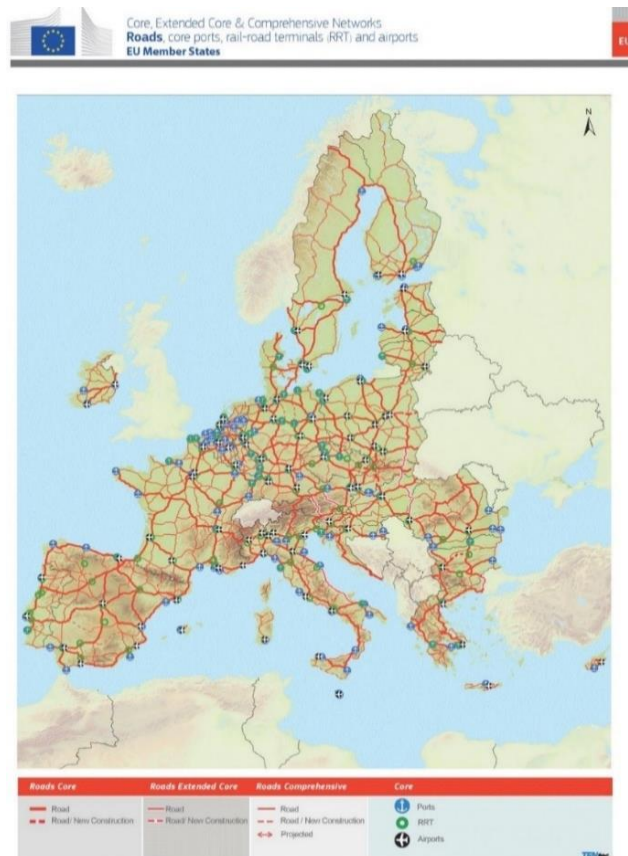 Core, Extended Core & Comprehensive Networks
Roads, core ports, rail-road terminals (RRT) and airports
EU Member States
EU
N
Roads Core
Road
Road/ New Construction
Roads Extended Core
Road
Road/ New Construction
Roads Comprehensive
Road
Road / New Construction
Projected
Core
Ports
RRT
Airports